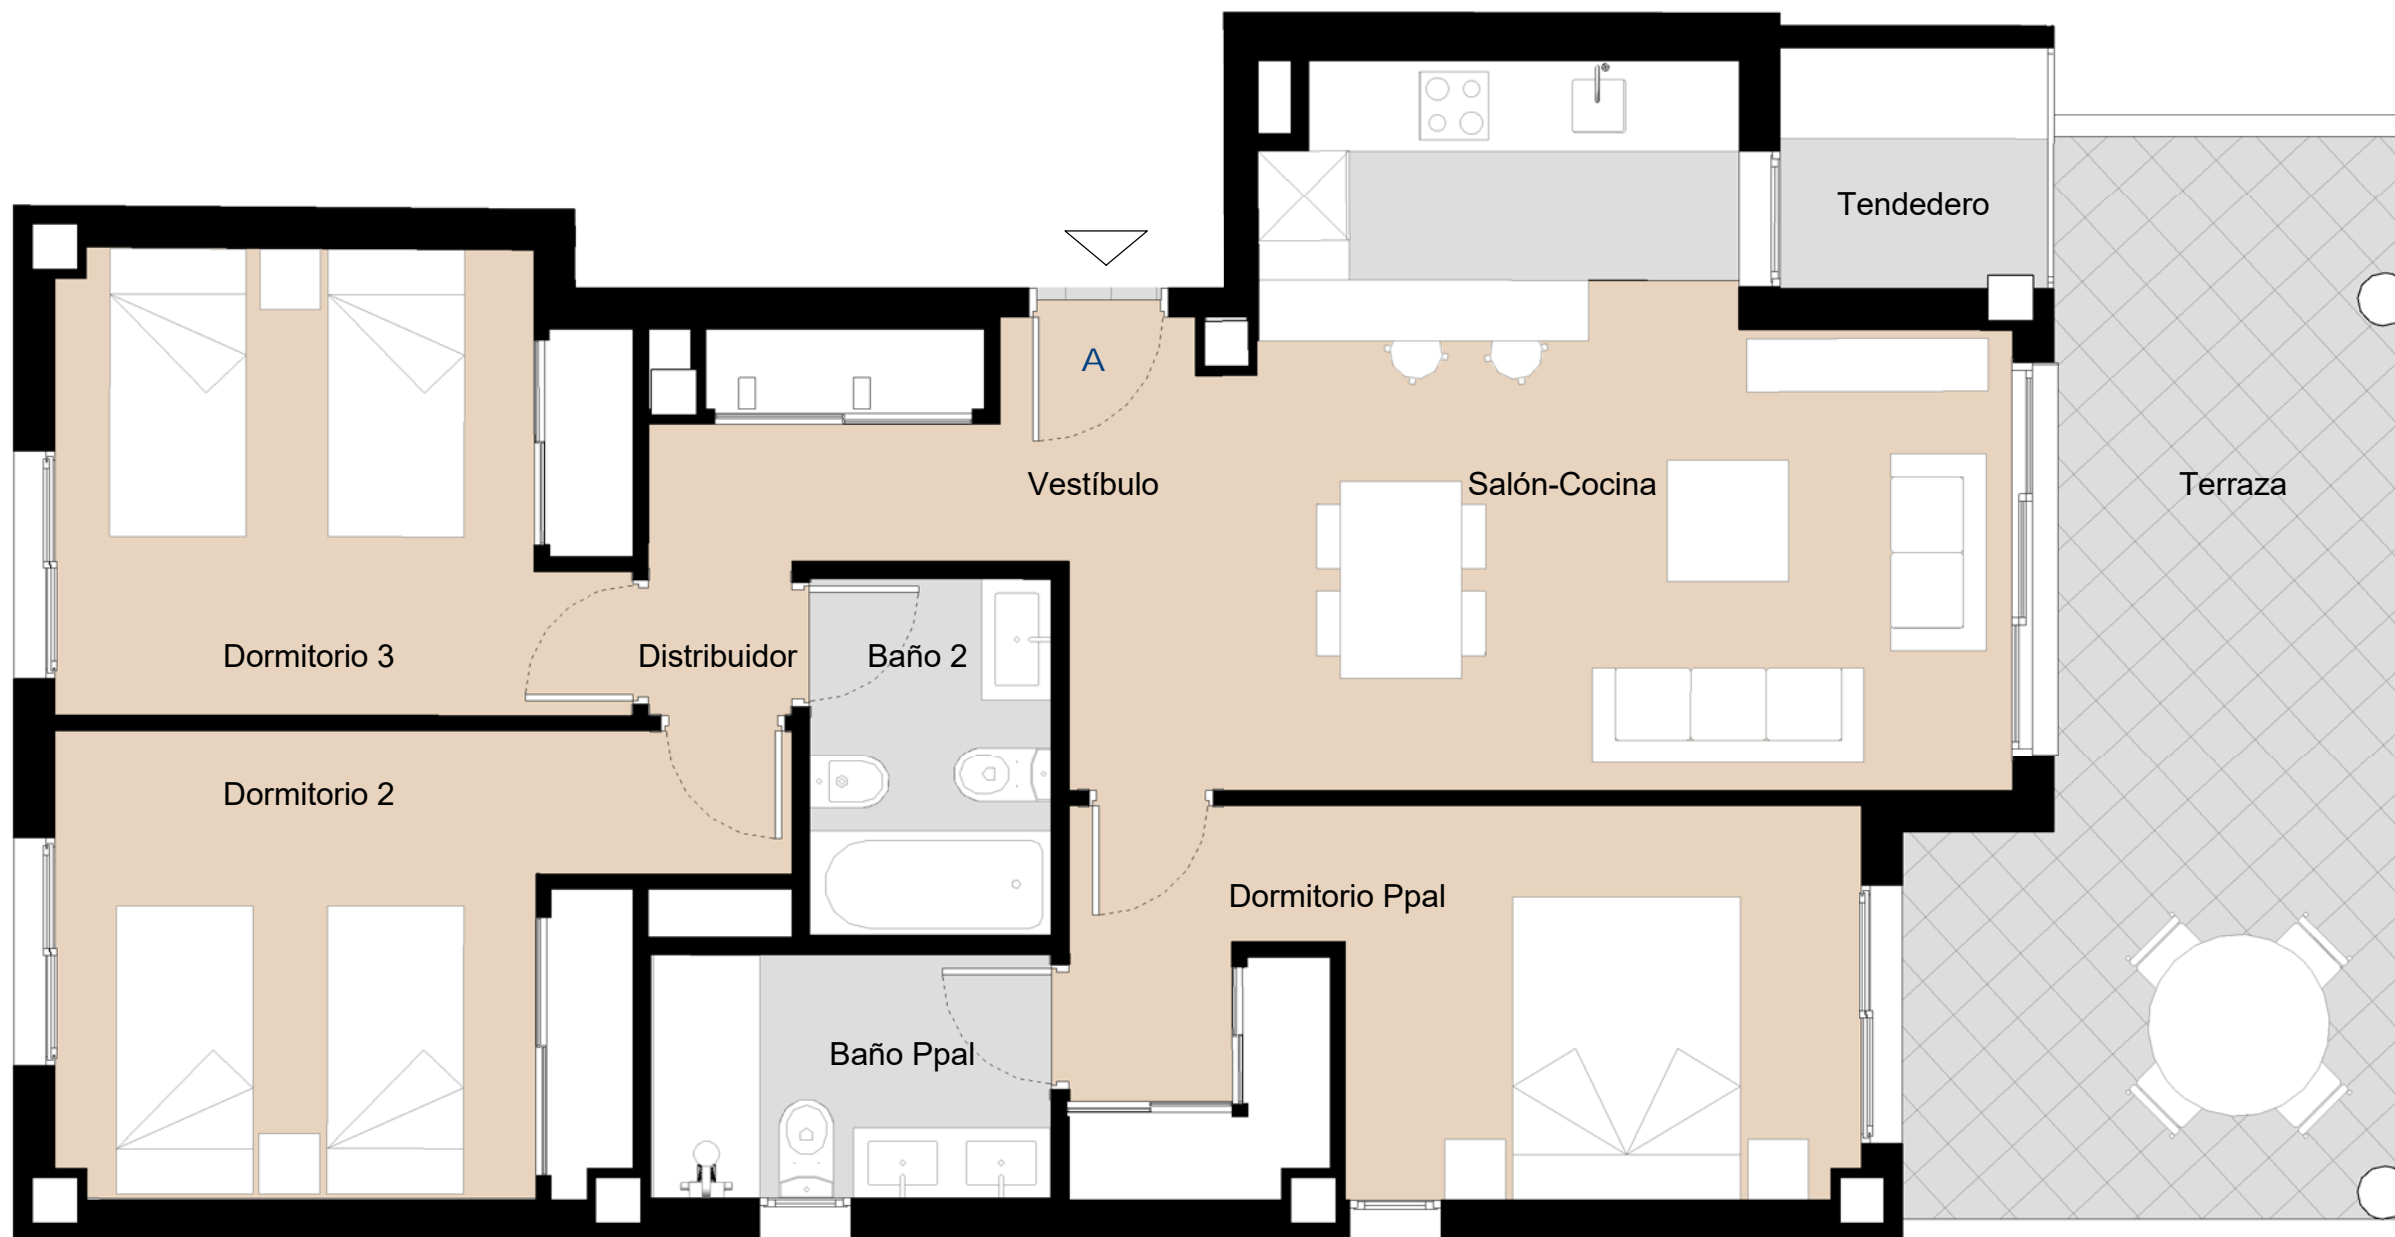 Tendedero
A
Vestíbulo
Salón-Cocina
Terraza
Dormitorio 3
Distribuidor
Baño 2
Dormitorio 2
Dormitorio Ppal
Baño Ppal